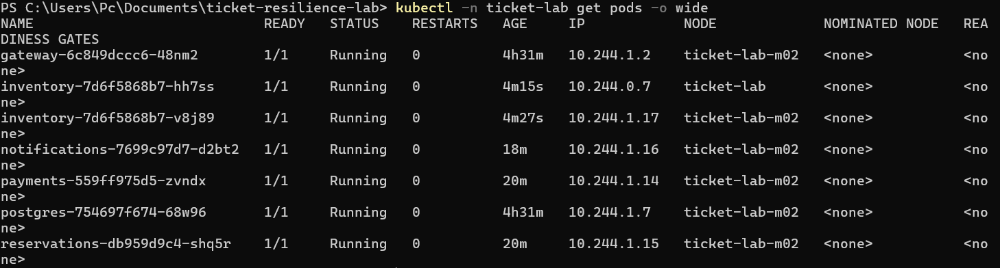 PS C:\Users\Pc\Documents\ticket-resilience-lab> kubectl -n ticket-lab get pods -o wide
NAME                            READY   STATUS    RESTARTS   AGE     IP            NODE             NOMINATED NODE   REA
DINESS GATES
gateway-6c849dccc6-48nm2        1/1     Running   0          4h31m   10.244.1.2    ticket-lab-m02   <none>           <no
ne>
inventory-7d6f5868b7-hh7ss      1/1     Running   0          4m15s   10.244.0.7    ticket-lab       <none>           <no
ne>
inventory-7d6f5868b7-v8j89      1/1     Running   0          4m27s   10.244.1.17   ticket-lab-m02   <none>           <no
ne>
notifications-7699c97d7-d2bt2   1/1     Running   0          18m     10.244.1.16   ticket-lab-m02   <none>           <no
ne>
payments-559ff975d5-zvndx       1/1     Running   0          20m     10.244.1.14   ticket-lab-m02   <none>           <no
ne>
postgres-754697f674-68w96       1/1     Running   0          4h31m   10.244.1.7    ticket-lab-m02   <none>           <no
ne>
reservations-db959d9c4-shq5r    1/1     Running   0          20m     10.244.1.15   ticket-lab-m02   <none>           <no
ne>